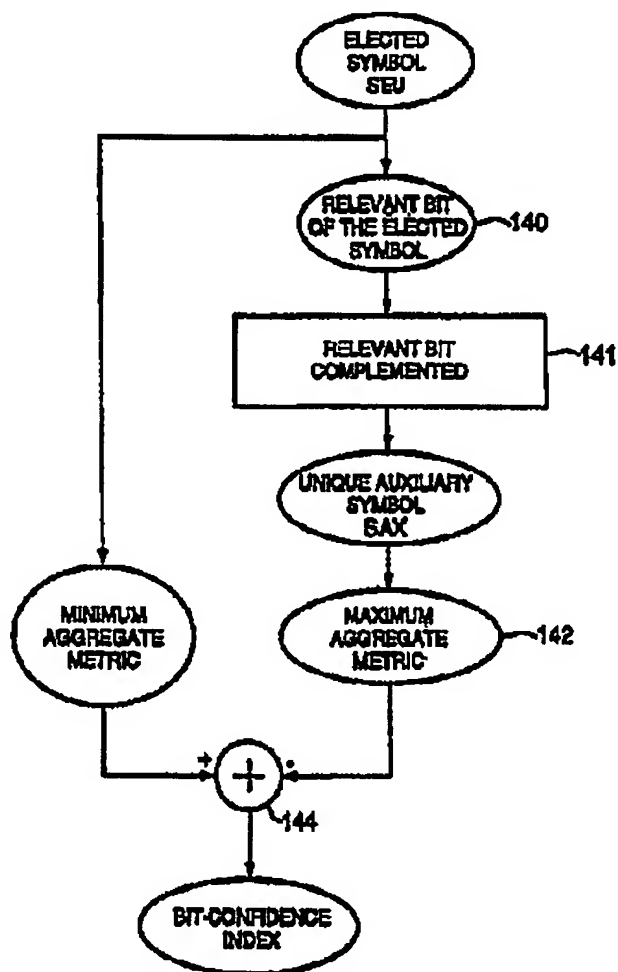 ELECTED
SYMBOL
SEU
RELEVANT BIT
OF THE ELECTED
SYMBOL
140
RELEVANT BIT
COMPLEMENTED
141
UNIQUE AUXILIARY
SYMBOL
SAX
MINIMUM
AGGREGATE
METRIC
MAXIMUM
AGGREGATE
METRIC
142
+
-
+
144
BIT-CONFIDENCE
INDEX